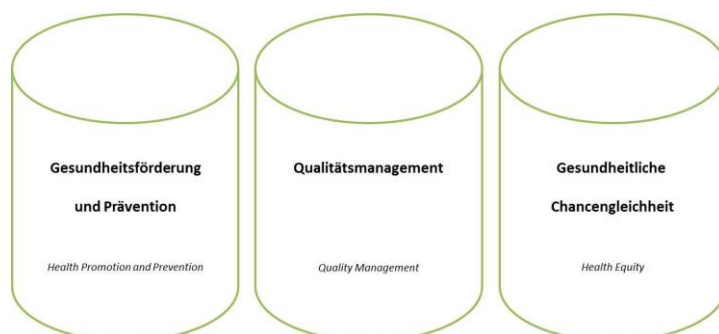 Gesundheitsförderung
und Prävention
Health Promotion and Prevention
Qualitätsmanagement
Quality Management
Gesundheitliche
Chancengleichheit
Health Equity